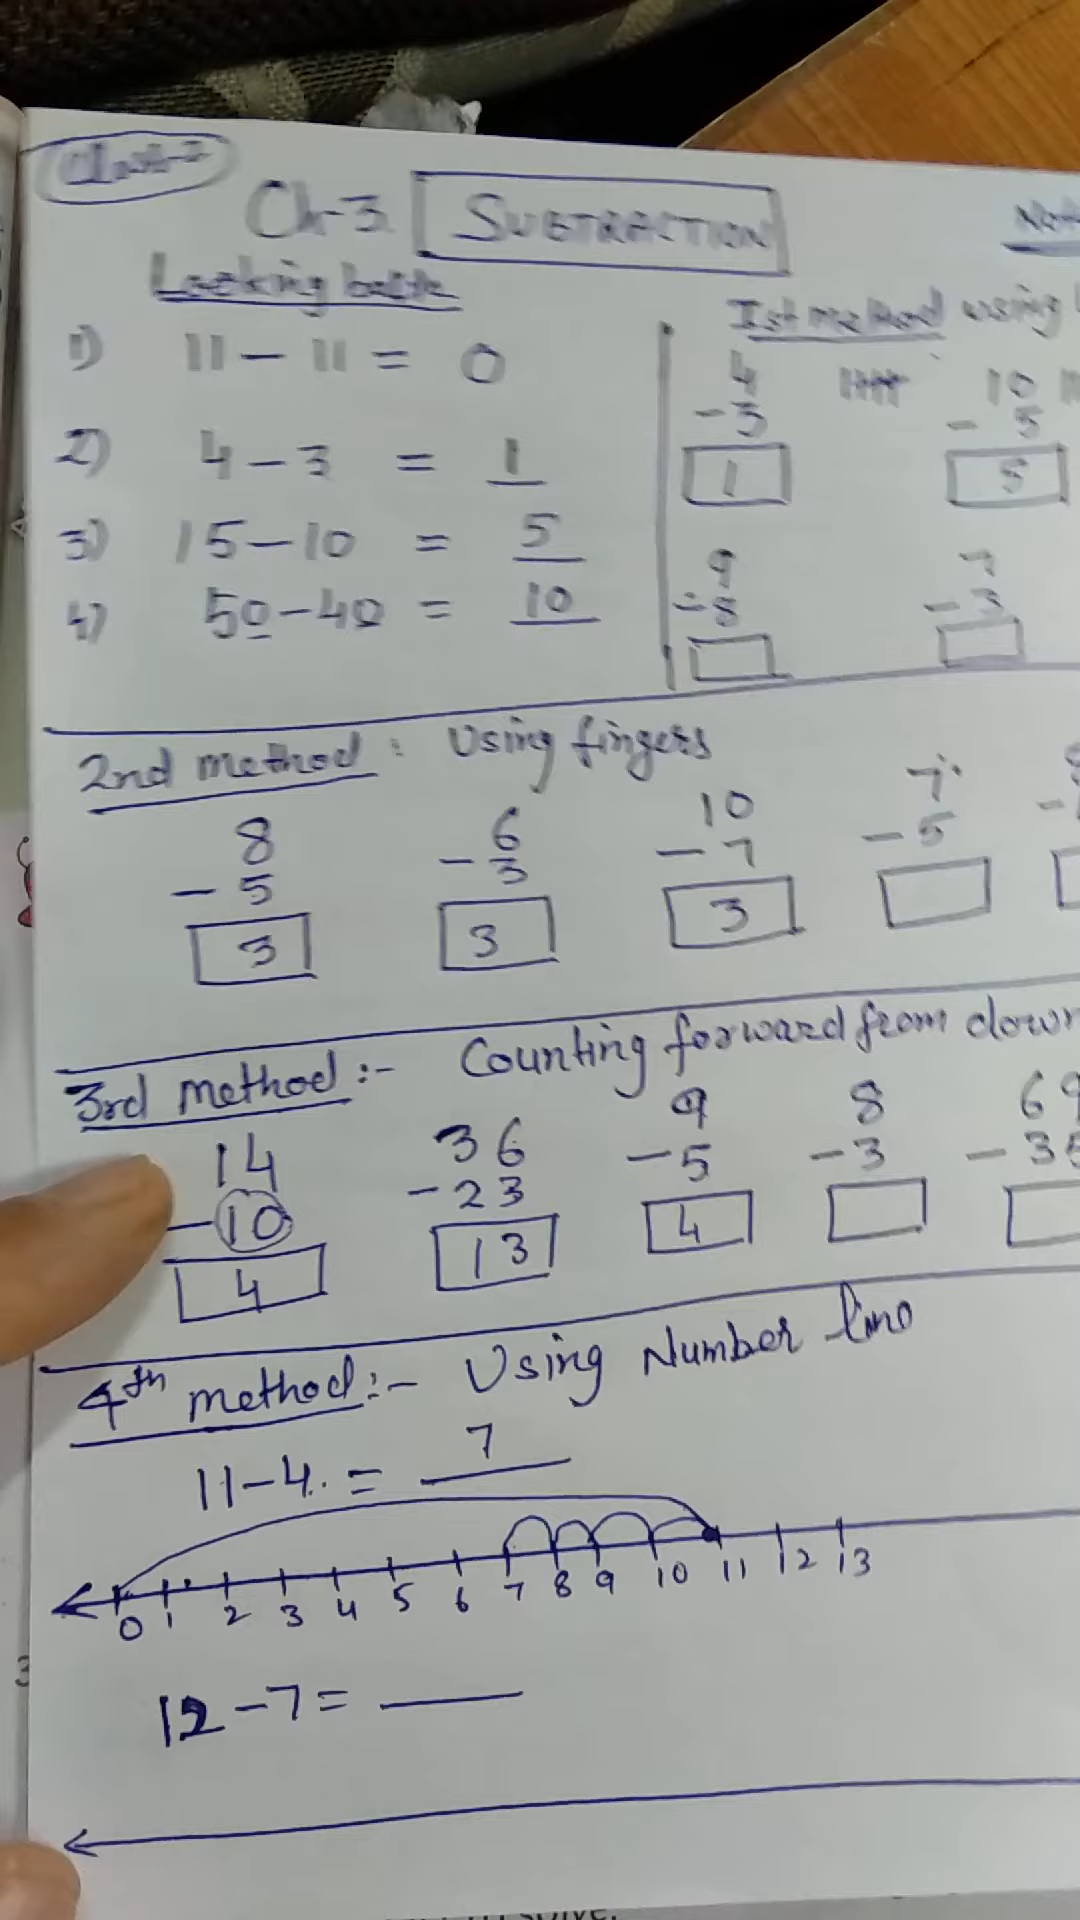 Class-2
Ch-3 SUBTRACTION
Looking back
1) 11 - 11 = 0
2) 4 - 3 = 1
3) 15 - 10 = 5
4) 50 - 40 = 10
Ist method using
4
- 3
1
10
- 5
5
9
- 8
7
- 3
2nd method : Using fingers
8
- 5
3
6
- 3
3
10
- 7
3
7
- 5
3rd method :- Counting forward from down
14
- 10
4
36
- 23
13
9
- 5
4
8
- 3
69
- 35
4th method :- Using Number line
11 - 4. = 7
0 1 2 3 4 5 6 7 8 9 10 11 12 13
12 - 7 =